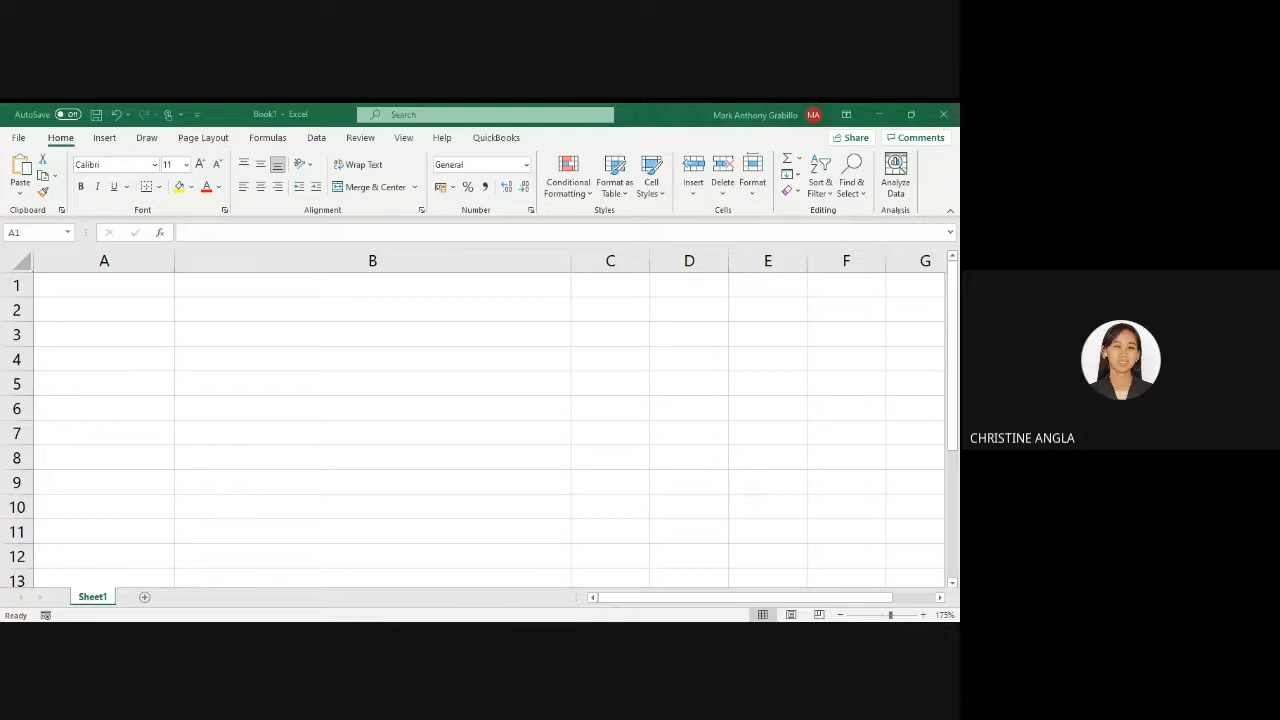 AutoSave Off Book1 - Excel Search Mark Anthony Grabillo MA
File Home Insert Draw Page Layout Formulas Data Review View Help QuickBooks Share Comments
Calibri 11 Wrap Text General
Paste B I U Merge & Center % Conditional Formatting Format as Table Cell Styles Insert Delete Format Sort & Filter Find & Select Analyze Data
Clipboard Font Alignment Number Styles Cells Editing Analysis
A1 fx
A B C D E F G
1
2
3
4
5
6
7
8
9
10
11
12
13
Sheet1
Ready 175%
CHRISTINE ANGLA